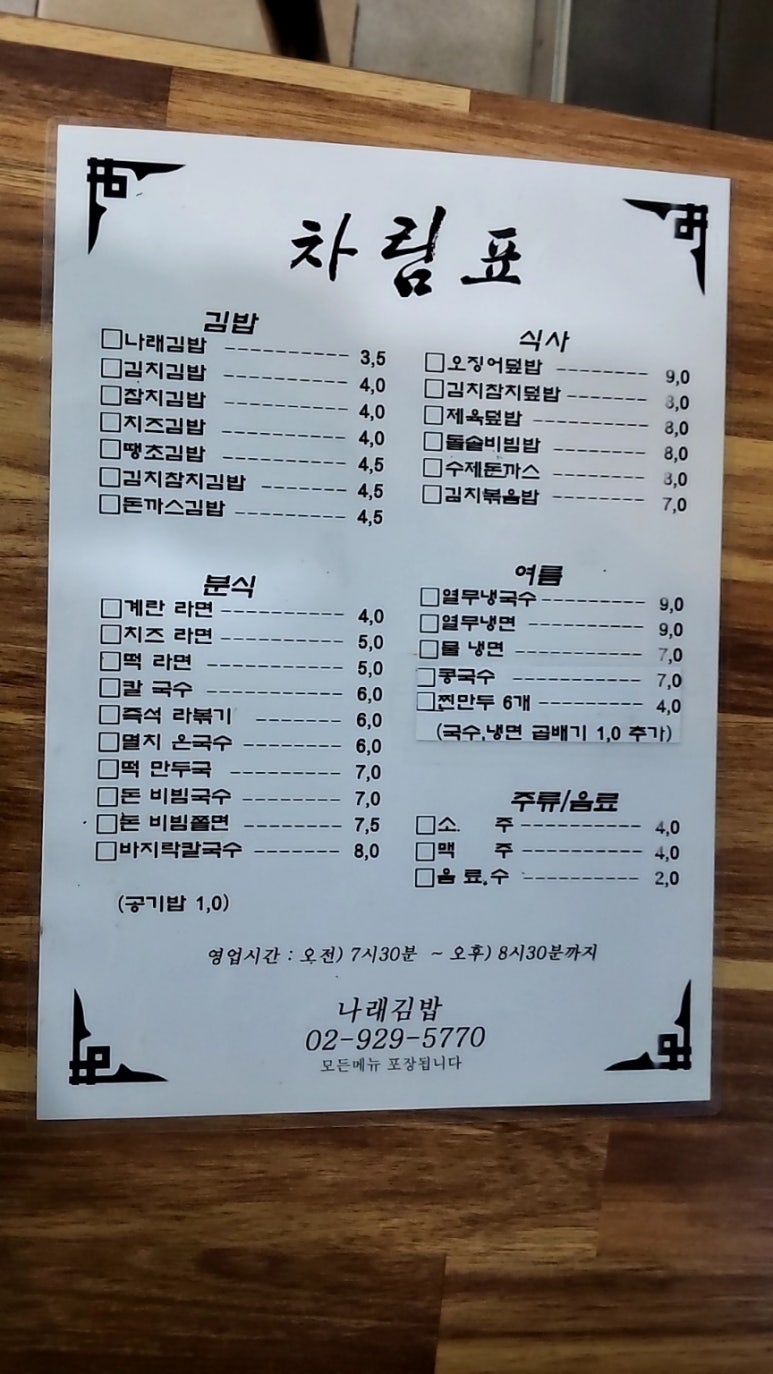 차림표
김밥
□나래김밥 ---------- 3,5
□김치김밥 ---------- 4,0
□참치김밥 ---------- 4,0
□치즈김밥 ---------- 4,0
□땡초김밥 ---------- 4,5
□김치참치김밥 ------- 4,5
□돈까스김밥 --------- 4,5
분식
□계란 라면 ---------- 4,0
□치즈 라면 ---------- 5,0
□떡 라면 ------------ 5,0
□칼 국수 ----------- 6,0
□즉석 라볶기 -------- 6,0
□멸치 온국수 --------- 6,0
□떡 만두국 ---------- 7,0
□돈 비빔국수 --------- 7,0
□돈 비빔쫄면 --------- 7,5
□바지락칼국수 ------- 8,0
(공기밥 1,0)
식사
□오징어덮밥 -------- 9,0
□김치참치덮밥------- 8,0
□제육덮밥 --------- 8,0
□돌솥비빔밥 -------- 8,0
□수제돈까스 -------- 8,0
□김치볶음밥 -------- 7,0
여름
□열무냉국수--------- 9,0
□열무냉면 ---------- 9,0
□물 냉면 ---------- 7,0
□콩국수 ----------- 7,0
□찐만두 6개 -------- 4,0
(국수,냉면 곱배기 1,0 추가)
주류/음료
□소. 주----------- 4,0
□맥 주----------- 4,0
□음 료 수 ---------- 2,0
영업시간 : 오전) 7시30분 ~ 오후) 8시30분까지
나래김밥
02-929-5770
모든메뉴 포장됩니다